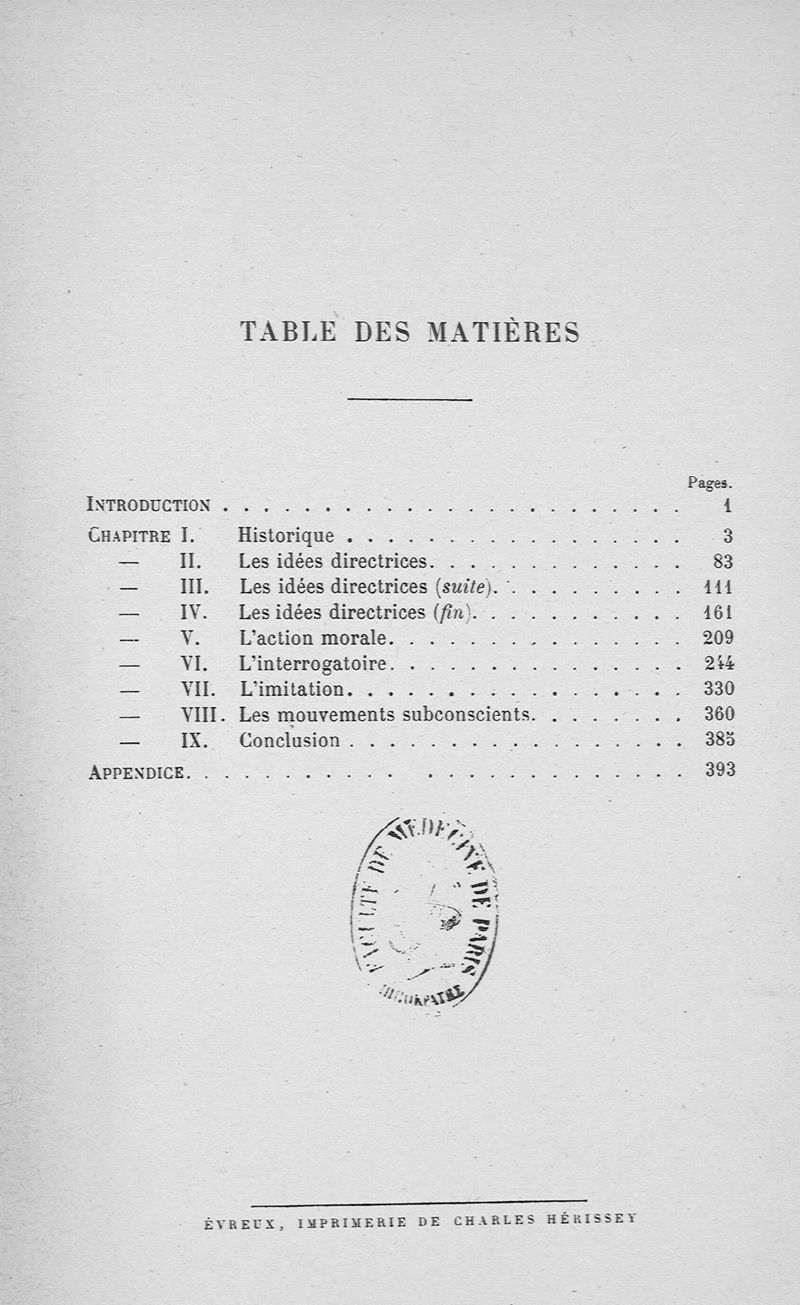 TABLE DES MATIÈRES
Pages.
INTRODUCTION . . . . . . . . . . . . . . . . . . . . . . . 1
CHAPITRE I. Historique . . . . . . . . . . . . . . . . . 3
— II. Les idées directrices. . . . . . . . . . . . . . 83
— III. Les idées directrices (suite). . . . . . . . . . 111
— IV. Les idées directrices (fin). . . . . . . . . . . 161
— V. L'action morale. . . . . . . . . . . . . . . . 209
— VI. L'interrogatoire. . . . . . . . . . . . . . . . 244
— VII. L'imitation. . . . . . . . . . . . . . . . . . 330
— VIII. Les mouvements subconscients. . . . . . . . 360
— IX. Conclusion . . . . . . . . . . . . . . . . . 385
APPENDICE. . . . . . . . . . . . . . . . . . . . . . . . 393
FACULTÉ DE MÉDECINE DE PARIS
ÉVREUX, IMPRIMERIE DE CHARLES HÉRISSEY